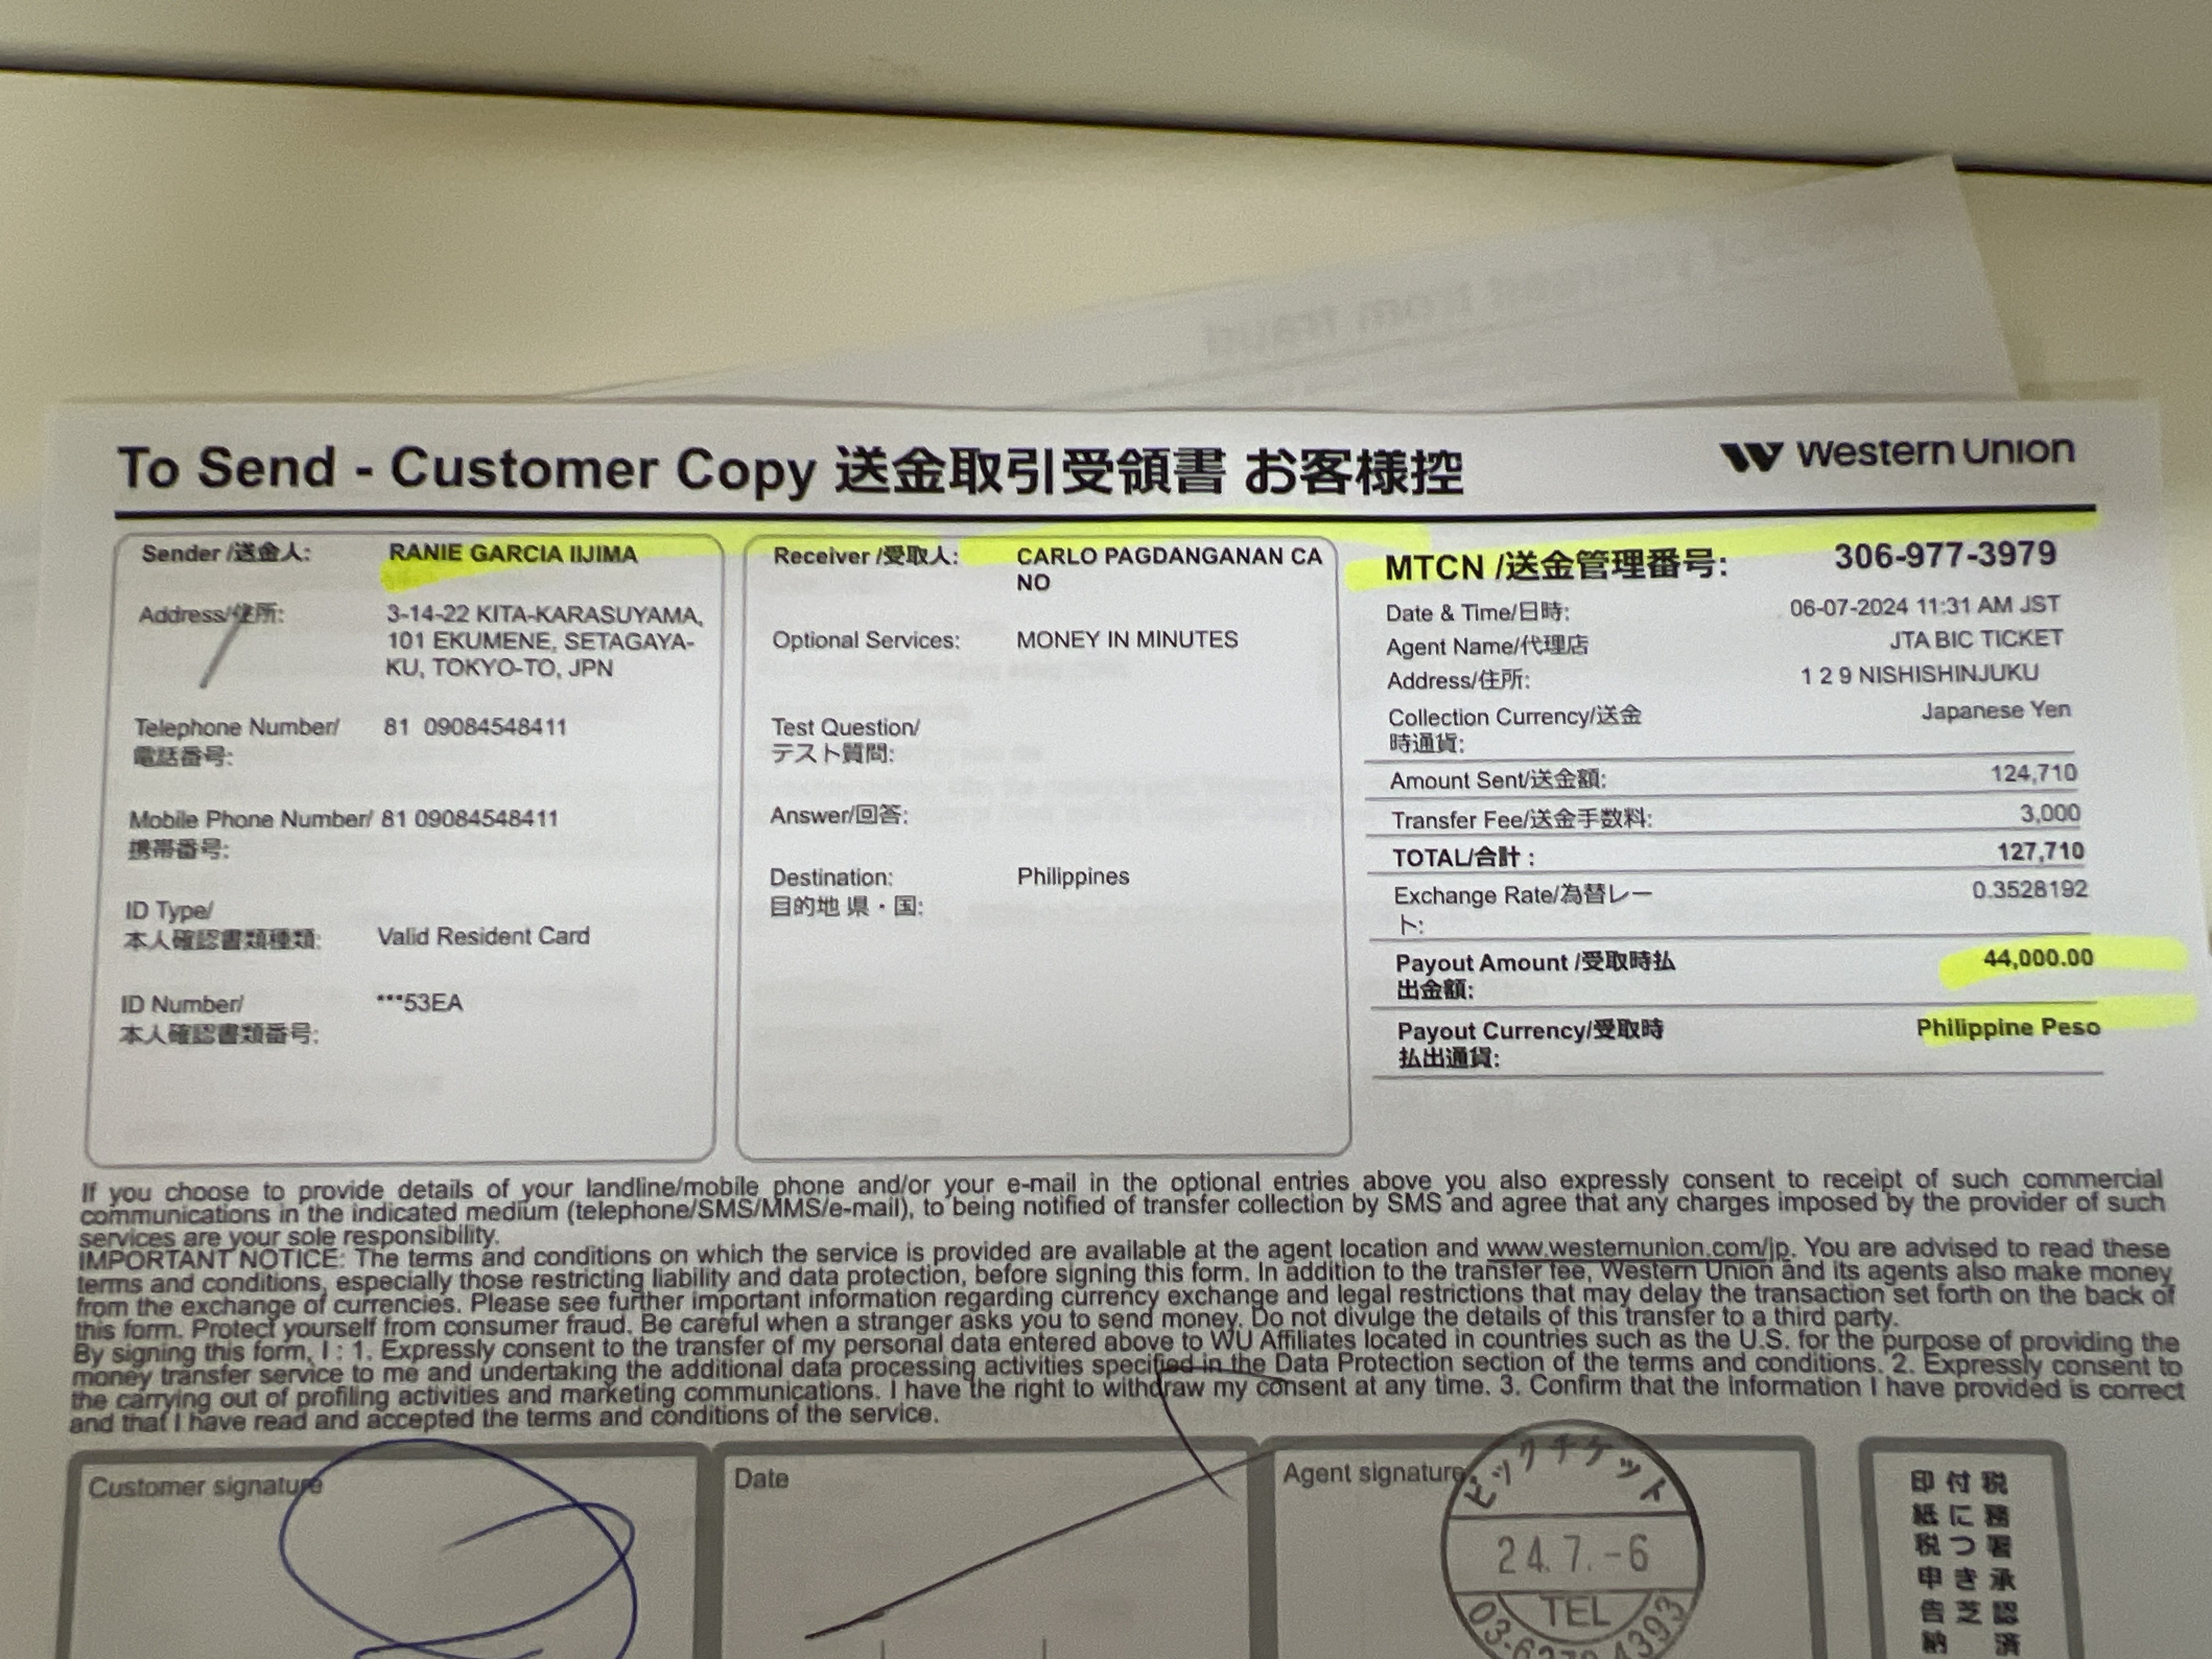 To Send - Customer Copy 送金取引受領書 お客様控
Western Union
Sender /送金人: RANIE GARCIA IIJIMA
Address/住所: 3-14-22 KITA-KARASUYAMA,
101 EKUMENE, SETAGAYA-
KU, TOKYO-TO, JPN
Telephone Number/ 81 09084548411
電話番号:
Mobile Phone Number/ 81 09084548411
携帯番号:
ID Type/
本人確認書類種類: Valid Resident Card
ID Number/ ***53EA
本人確認書類番号:
Receiver /受取人: CARLO PAGDANGANAN CA
NO
Optional Services: MONEY IN MINUTES
Test Question/
テスト質問:
Answer/回答:
Destination: Philippines
目的地 県・国:
MTCN /送金管理番号: 306-977-3979
Date & Time/日時: 06-07-2024 11:31 AM JST
Agent Name/代理店 JTA BIC TICKET
Address/住所: 1 2 9 NISHISHINJUKU
Collection Currency/送金 Japanese Yen
時通貨:
Amount Sent/送金額: 124,710
Transfer Fee/送金手数料: 3,000
TOTAL/合計 : 127,710
Exchange Rate/為替レー 0.3528192
ト:
Payout Amount /受取時払 44,000.00
出金額:
Payout Currency/受取時 Philippine Peso
払出通貨:
If you choose to provide details of your landline/mobile phone and/or your e-mail in the optional entries above you also expressly consent to receipt of such commercial
communications in the indicated medium (telephone/SMS/MMS/e-mail), to being notified of transfer collection by SMS and agree that any charges imposed by the provider of such
services are your sole responsibility.
IMPORTANT NOTICE: The terms and conditions on which the service is provided are available at the agent location and www.westernunion.com/jp. You are advised to read these
terms and conditions, especially those restricting liability and data protection, before signing this form. In addition to the transfer fee, Western Union and its agents also make money
from the exchange of currencies. Please see further important information regarding currency exchange and legal restrictions that may delay the transaction set forth on the back of
this form. Protect yourself from consumer fraud. Be careful when a stranger asks you to send money. Do not divulge the details of this transfer to a third party.
By signing this form, I : 1. Expressly consent to the transfer of my personal data entered above to WU Affiliates located in countries such as the U.S. for the purpose of providing the
money transfer service to me and undertaking the additional data processing activities specified in the Data Protection section of the terms and conditions. 2. Expressly consent to
the carrying out of profiling activities and marketing communications. I have the right to withdraw my consent at any time. 3. Confirm that the information I have provided is correct
and that I have read and accepted the terms and conditions of the service.
Customer signature
Date
Agent signature
ビックチケット
24.7.-6
TEL
印付税
紙に務
税つ署
申き承
告芝認
納 済